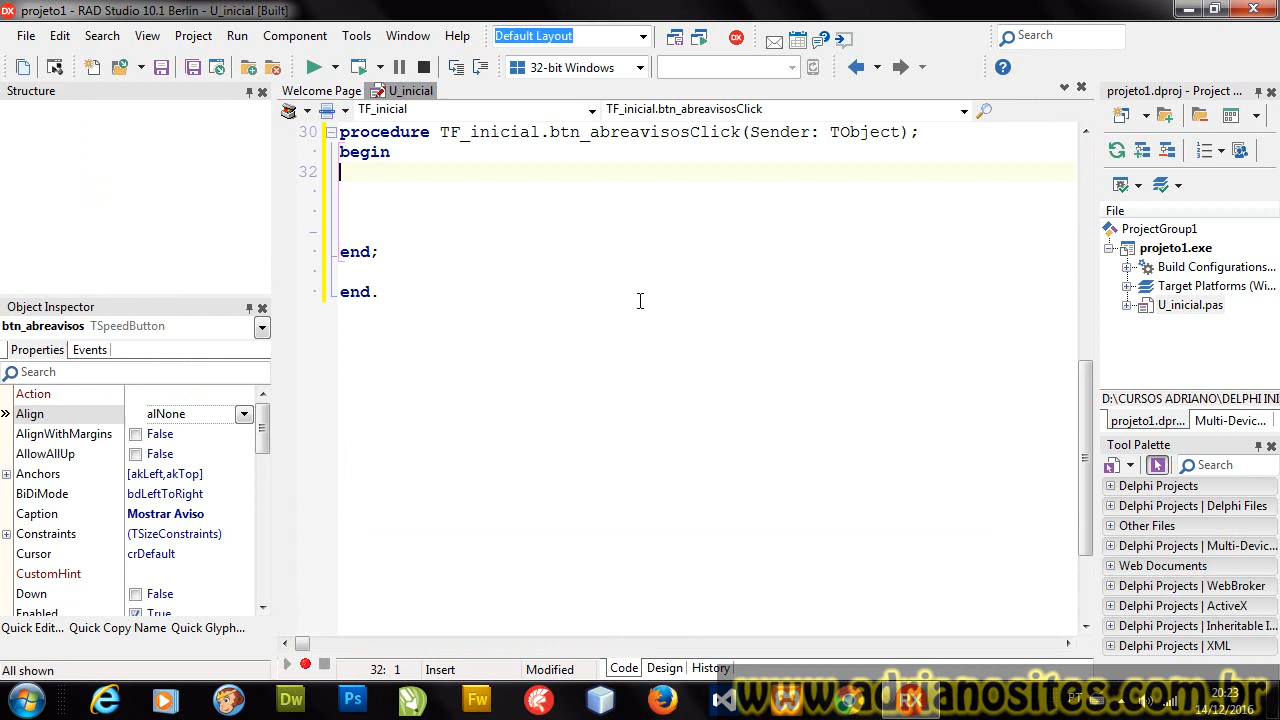 projeto1 - RAD Studio 10.1 Berlin - U_inicial [Built]
File Edit Search View Project Run Component Tools Window Help
Default Layout
Search
32-bit Windows
Structure
Welcome Page U_inicial
projeto1.dproj - Project ...
TF_inicial
TF_inicial.btn_abreavisosClick
30 procedure TF_inicial.btn_abreavisosClick(Sender: TObject);
begin
32
end;
end.
File
ProjectGroup1
projeto1.exe
Build Configurations...
Target Platforms (Wi...
U_inicial.pas
Object Inspector
btn_abreavisos TSpeedButton
Properties Events
Search
Action
Align alNone
AlignWithMargins False
AllowAllUp False
Anchors [akLeft,akTop]
BiDiMode bdLeftToRight
Caption Mostrar Aviso
Constraints (TSizeConstraints)
Cursor crDefault
CustomHint
Down False
Enabled True
Quick Edit... Quick Copy Name Quick Glyph...
All shown
D:\CURSOS ADRIANO\DELPHI INI
projeto1.dpr... Multi-Devic...
Tool Palette
Search
Delphi Projects
Delphi Projects | Delphi Files
Other Files
Delphi Projects | Multi-Devic...
Web Documents
Delphi Projects | WebBroker
Delphi Projects | ActiveX
Delphi Projects | Inheritable I...
Delphi Projects | XML
32: 1 Insert Modified Code Design History
www.adrianosites.com.br
Dw Ps Fw RX
PT
20:23
14/12/2016